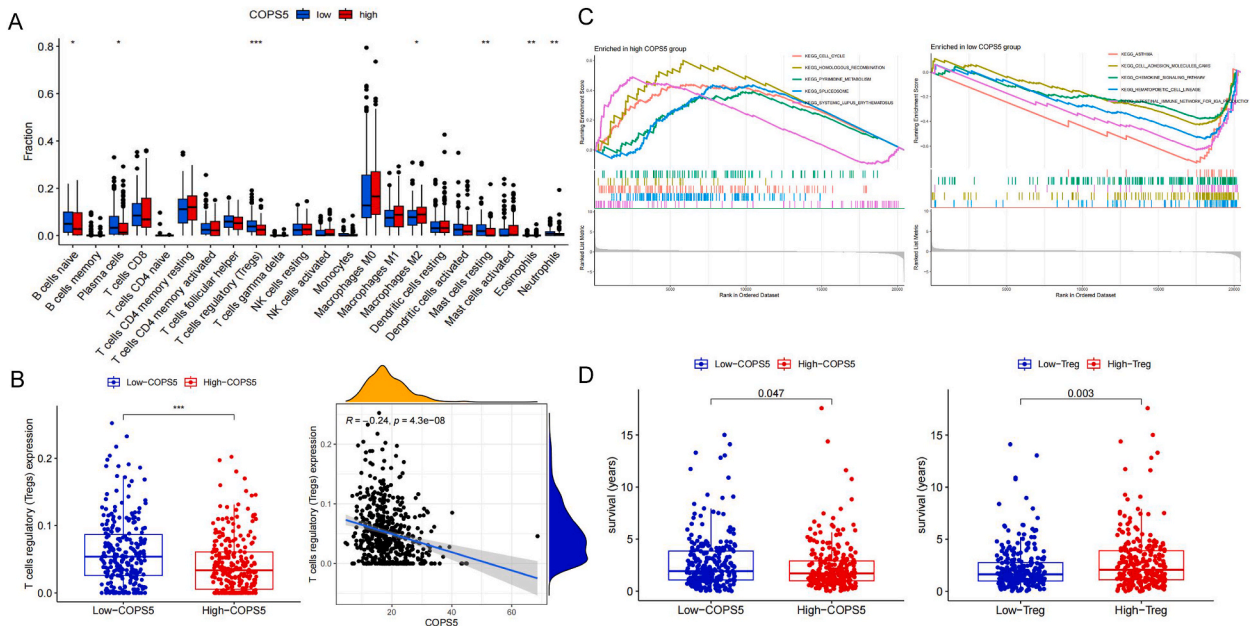 A
COPS5 low high
0.8
0.6
0.4
0.2
0.0
Fraction
* * *** * ** ** **
B cells naive
B cells memory
Plasma cells
T cells CD8
T cells CD4 naive
T cells CD4 memory resting
T cells CD4 memory activated
T cells follicular helper
T cells regulatory (Tregs)
T cells gamma delta
NK cells resting
NK cells activated
Monocytes
Macrophages M0
Macrophages M1
Macrophages M2
Dendritic cells resting
Dendritic cells activated
Mast cells resting
Mast cells activated
Eosinophils
Neutrophils
C
Enriched in high COPS5 group
KEGG_CELL_CYCLE
KEGG_HOMOLOGOUS_RECOMBINATION
KEGG_PYRIMIDINE_METABOLISM
KEGG_SPLICEOSOME
KEGG_SYSTEMIC_LUPUS_ERYTHEMATOSUS
Running Enrichment Score
Ranked List Metric
5000 10000 15000 20000
Rank in Ordered Dataset
Enriched in low COPS5 group
KEGG_ASTHMA
KEGG_CELL_ADHESION_MOLECULES_CAMS
KEGG_CHEMOKINE_SIGNALING_PATHWAY
KEGG_HEMATOPOIETIC_CELL_LINEAGE
Running Enrichment Score
Ranked List Metric
5000 10000 15000 20000
Rank in Ordered Dataset
B
Low−COPS5 High−COPS5
***
0.2
0.1
0.0
T cells regulatory (Tregs) expression
Low−COPS5 High−COPS5
R = −0.24, p = 4.3e−08
0.2
0.1
0.0
T cells regulatory (Tregs) expression
20 40 60
COPS5
D
Low−COPS5 High−COPS5
0.047
15
10
5
0
survival (years)
Low−COPS5 High−COPS5
Low−Treg High−Treg
0.003
15
10
5
0
survival (years)
Low−Treg High−Treg